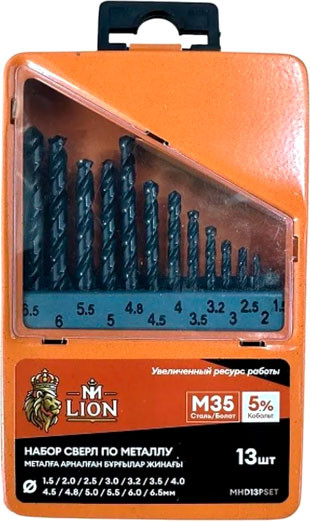 6.5 6 5.5 5 4.8 4.5 4 3.5 3.2 3 2.5 2 1.5
Увеличенный ресурс работы
M LION
M35
Сталь/Болат
5%
Кобальт
НАБОР СВЕРЛ ПО МЕТАЛЛУ
МЕТАЛҒА АРНАЛҒАН БҰРҒЫЛАР ЖИНАҒЫ
13шт
Ø 1.5 / 2.0 / 2.5 / 3.0 / 3.2 / 3.5 / 4.0
4.5 / 4.8/ 5.0 / 5.5 / 6.0 / 6.5мм
MHD13PSET